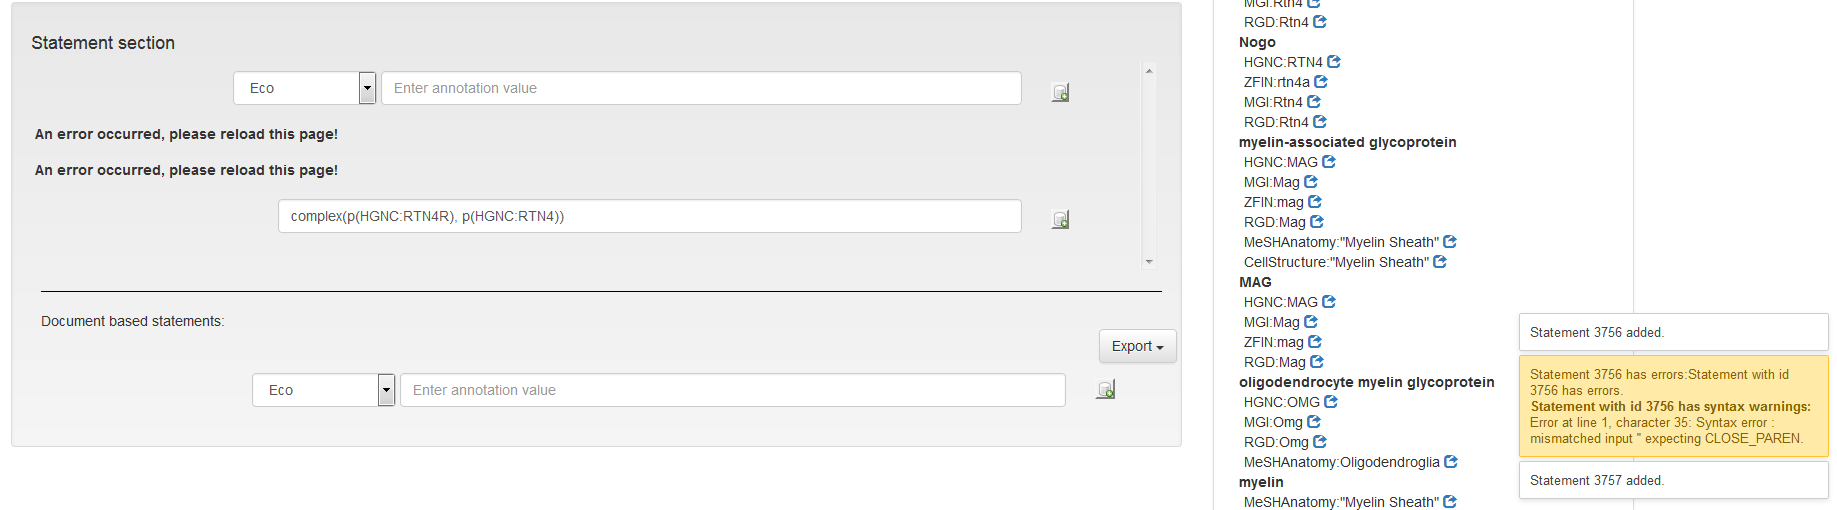 Statement section
Eco
Enter annotation value
An error occurred, please reload this page!
An error occurred, please reload this page!
complex(p(HGNC:RTN4R), p(HGNC:RTN4))
Document based statements:
Export
Eco
Enter annotation value
MGI:Rtn4
RGD:Rtn4
Nogo
HGNC:RTN4
ZFIN:rtn4a
MGI:Rtn4
RGD:Rtn4
myelin-associated glycoprotein
HGNC:MAG
MGI:Mag
ZFIN:mag
RGD:Mag
MeSHAnatomy:"Myelin Sheath"
CellStructure:"Myelin Sheath"
MAG
HGNC:MAG
MGI:Mag
ZFIN:mag
RGD:Mag
oligodendrocyte myelin glycoprotein
HGNC:OMG
MGI:Omg
RGD:Omg
MeSHAnatomy:Oligodendroglia
myelin
MeSHAnatomy:"Myelin Sheath"
Statement 3756 added.
Statement 3756 has errors:Statement with id
3756 has errors.
Statement with id 3756 has syntax warnings:
Error at line 1, character 35: Syntax error :
mismatched input '' expecting CLOSE_PAREN.
Statement 3757 added.